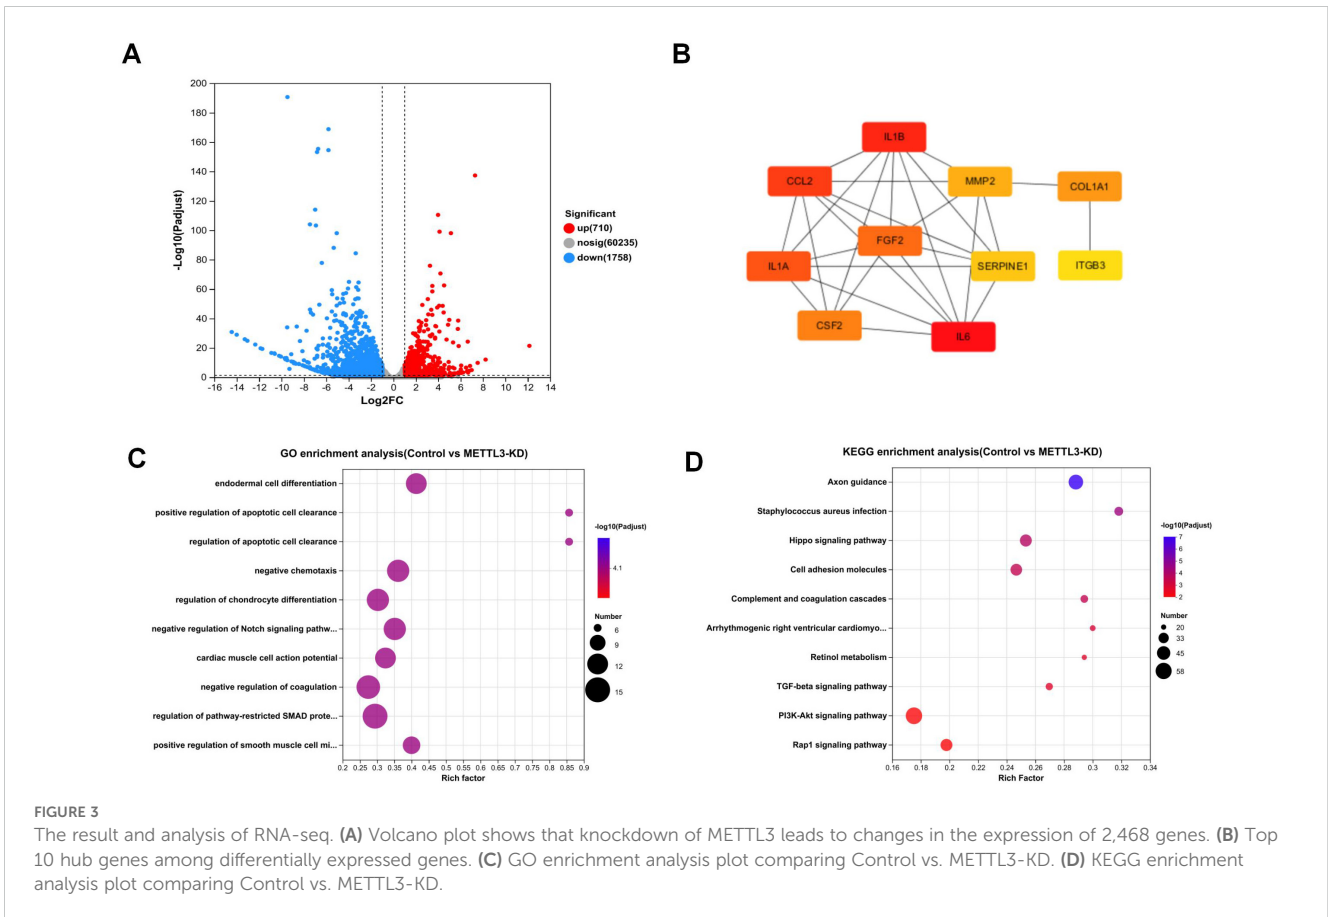 A
200
180
160
140
120
100
80
60
40
20
0
-16 -14 -12 -10 -8 -6 -4 -2 0 2 4 6 8 10 12 14
-Log10(Padjust)
Log2FC
Significant
up(710)
nosig(60235)
down(1758)
B
IL1B
CCL2
MMP2
COL1A1
FGF2
IL1A
SERPINE1
ITGB3
CSF2
IL6
C
GO enrichment analysis(Control vs METTL3-KD)
endodermal cell differentiation
positive regulation of apoptotic cell clearance
regulation of apoptotic cell clearance
negative chemotaxis
regulation of chondrocyte differentiation
negative regulation of Notch signaling pathw...
cardiac muscle cell action potential
negative regulation of coagulation
regulation of pathway-restricted SMAD prote...
positive regulation of smooth muscle cell mi...
0.2 0.25 0.3 0.35 0.4 0.45 0.5 0.55 0.6 0.65 0.7 0.75 0.8 0.85 0.9
Rich factor
-log10(Padjust)
4.1
Number
6
9
12
15
D
KEGG enrichment analysis(Control vs METTL3-KD)
Axon guidance
Staphylococcus aureus infection
Hippo signaling pathway
Cell adhesion molecules
Complement and coagulation cascades
Arrhythmogenic right ventricular cardiomyo...
Retinol metabolism
TGF-beta signaling pathway
PI3K-Akt signaling pathway
Rap1 signaling pathway
0.16 0.18 0.2 0.22 0.24 0.26 0.28 0.3 0.32 0.34
Rich Factor
-log10(Padjust)
7
6
5
4
3
2
Number
20
33
45
58
FIGURE 3
The result and analysis of RNA-seq. (A) Volcano plot shows that knockdown of METTL3 leads to changes in the expression of 2,468 genes. (B) Top
10 hub genes among differentially expressed genes. (C) GO enrichment analysis plot comparing Control vs. METTL3-KD. (D) KEGG enrichment
analysis plot comparing Control vs. METTL3-KD.